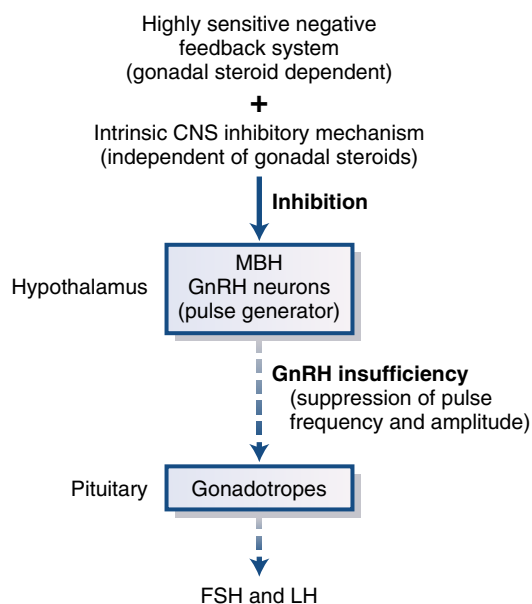 Highly sensitive negative
feedback system
(gonadal steroid dependent)
+
Intrinsic CNS inhibitory mechanism
(independent of gonadal steroids)
Inhibition
Hypothalamus
MBH
GnRH neurons
(pulse generator)
GnRH insufficiency
(suppression of pulse
frequency and amplitude)
Pituitary
Gonadotropes
FSH and LH